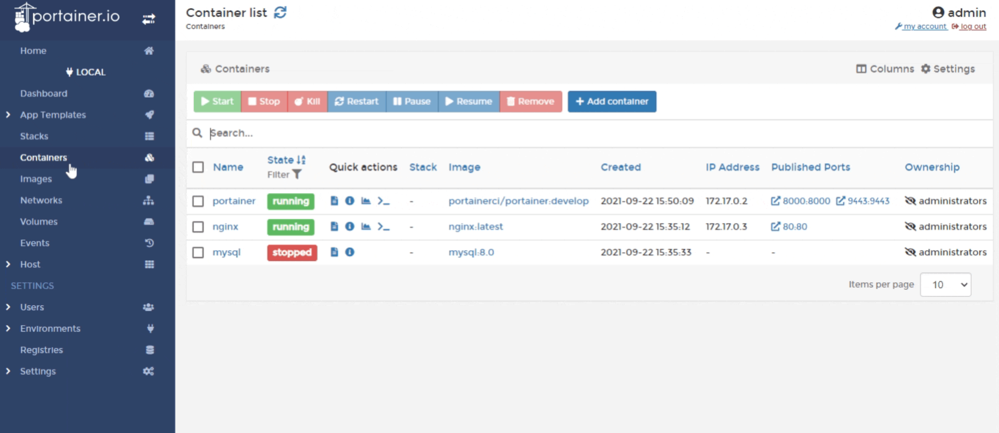 portainer.io
Home
LOCAL
Dashboard
App Templates
Stacks
Containers
Images
Networks
Volumes
Events
Host
SETTINGS
Users
Environments
Registries
Settings
Container list
Containers
admin
my account log out
Containers
Columns Settings
Start Stop Kill Restart Pause Resume Remove + Add container
Search...
Name State Filter Quick actions Stack Image Created IP Address Published Ports Ownership
portainer running >_ - portainerci/portainer:develop 2021-09-22 15:50:09 172.17.0.2 8000:8000 9443:9443 administrators
nginx running >_ - nginx:latest 2021-09-22 15:35:12 172.17.0.3 80:80 administrators
mysql stopped - mysql:8.0 2021-09-22 15:35:33 - - administrators
Items per page 10